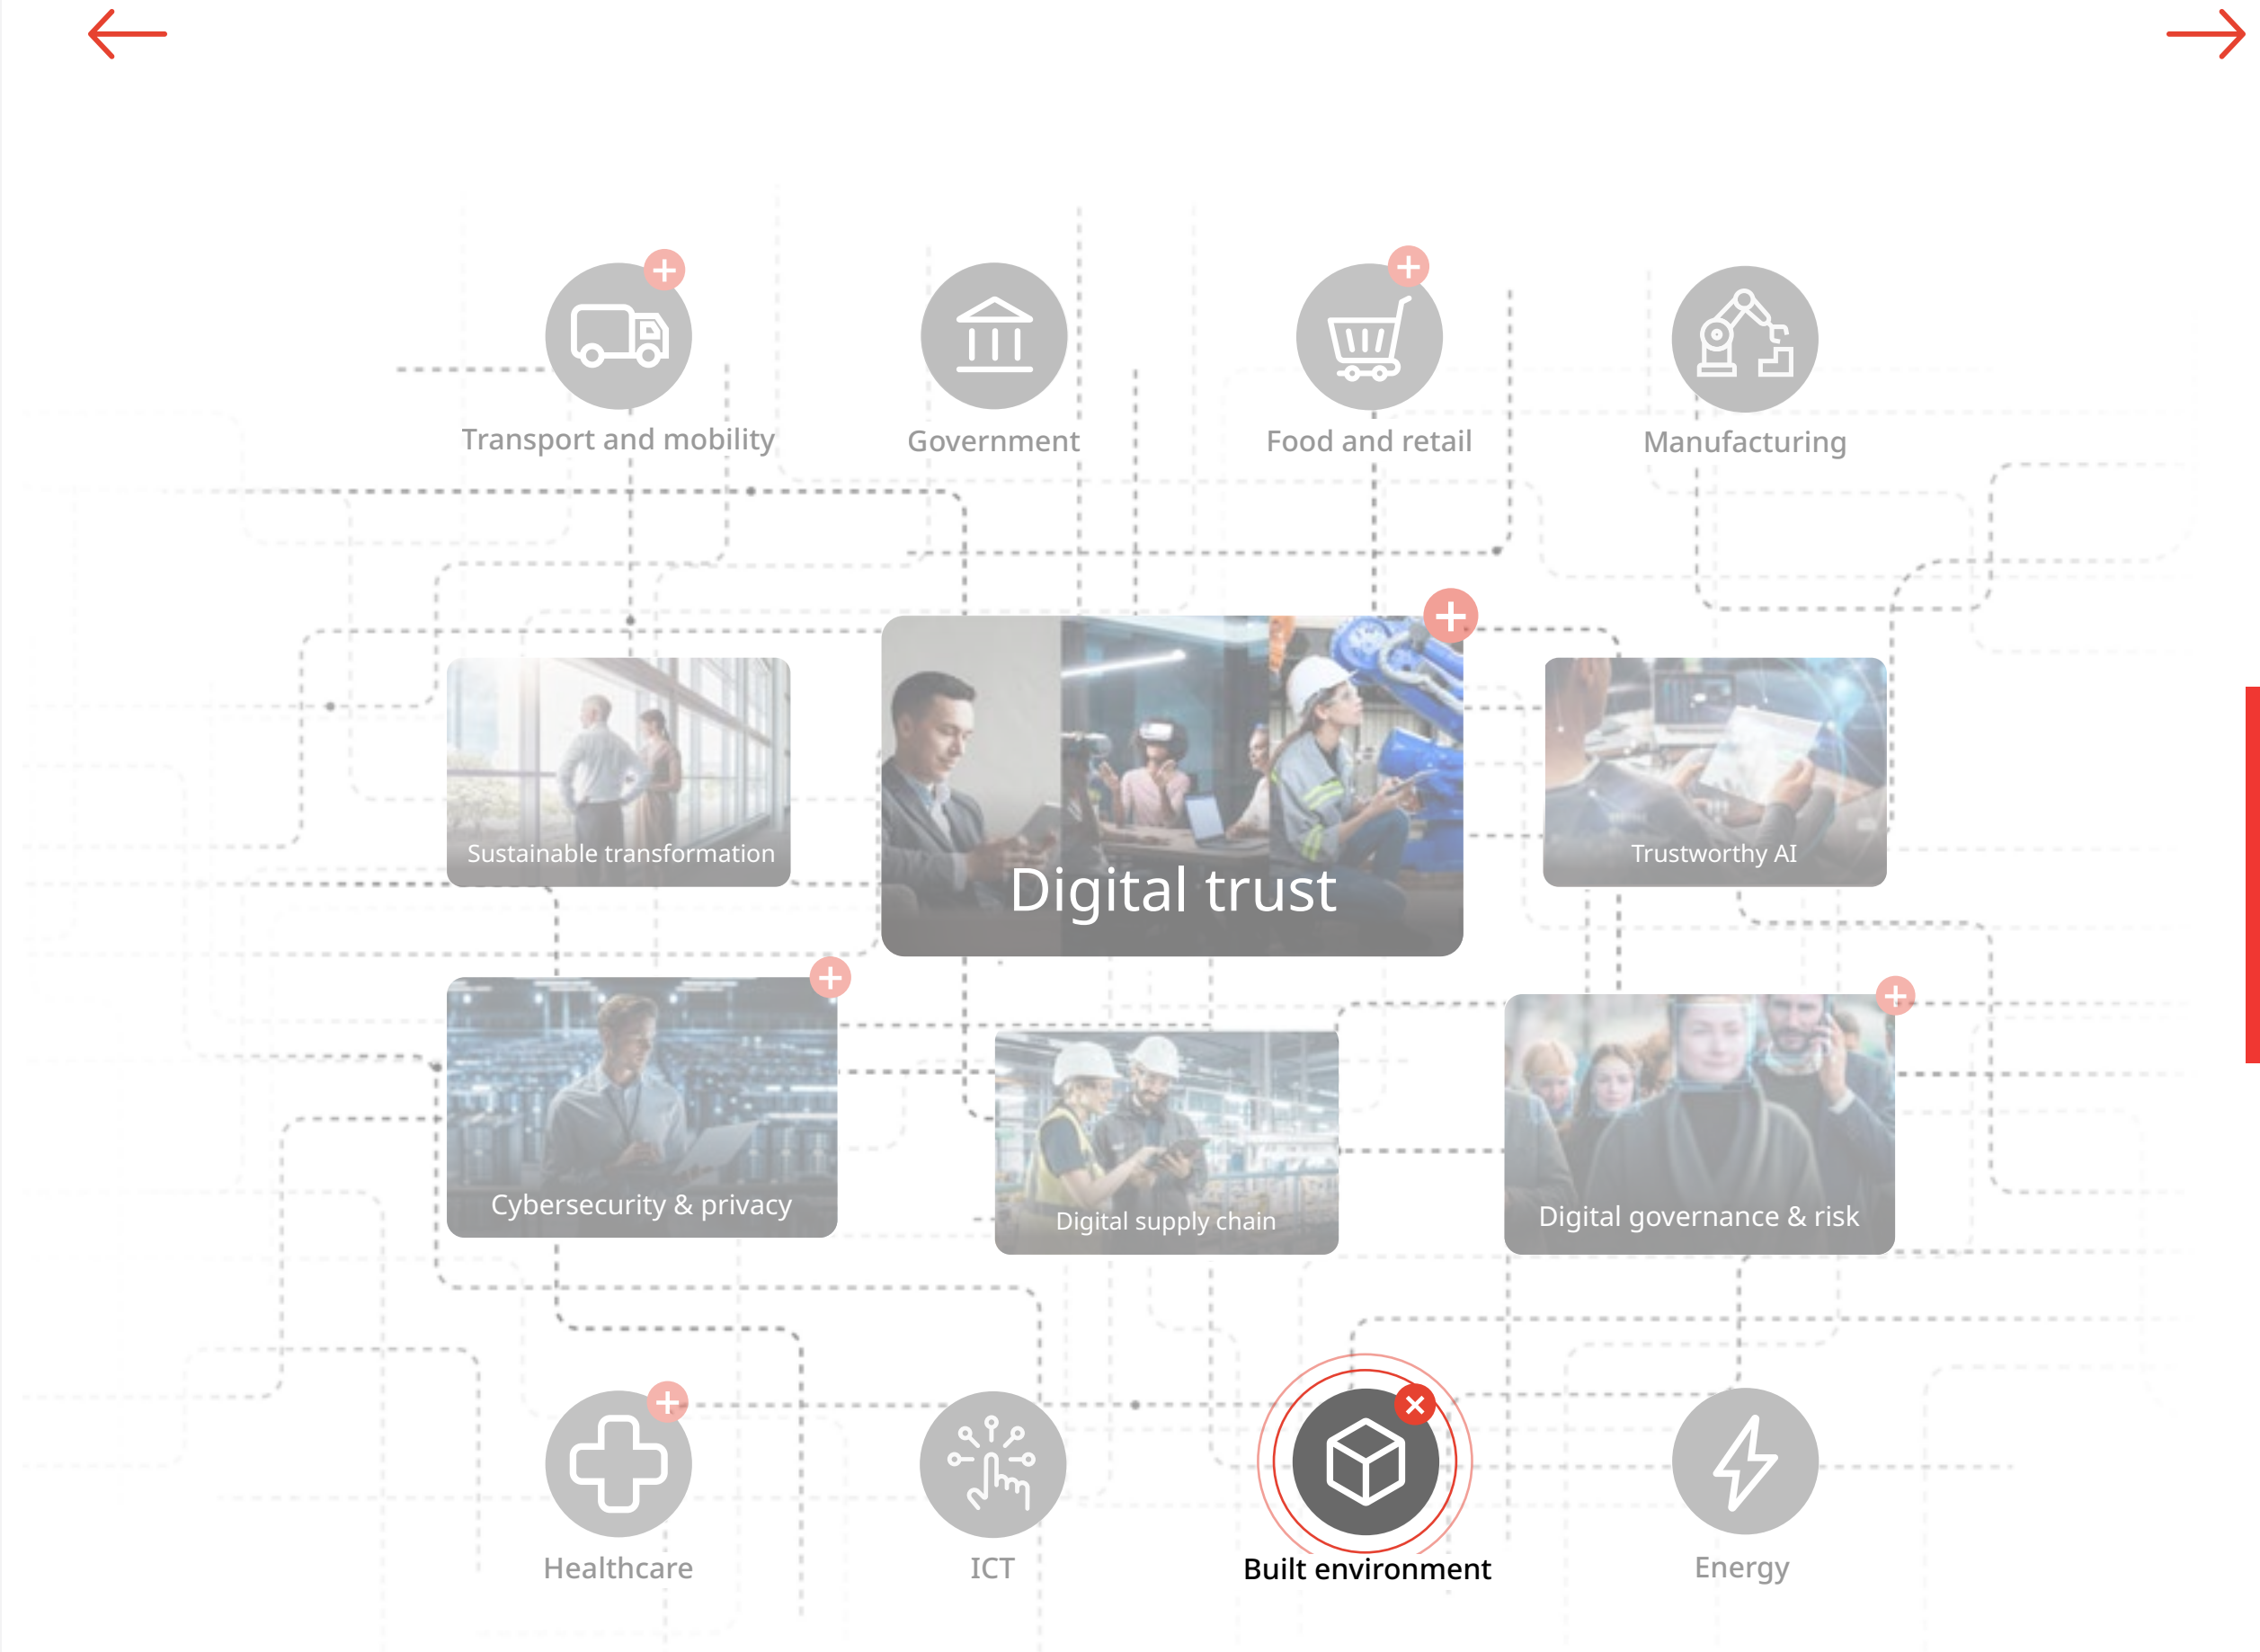 Transport and mobility
Government
Food and retail
Manufacturing
Sustainable transformation
Digital trust
Trustworthy AI
Cybersecurity & privacy
Digital supply chain
Digital governance & risk
Healthcare
ICT
Built environment
Energy